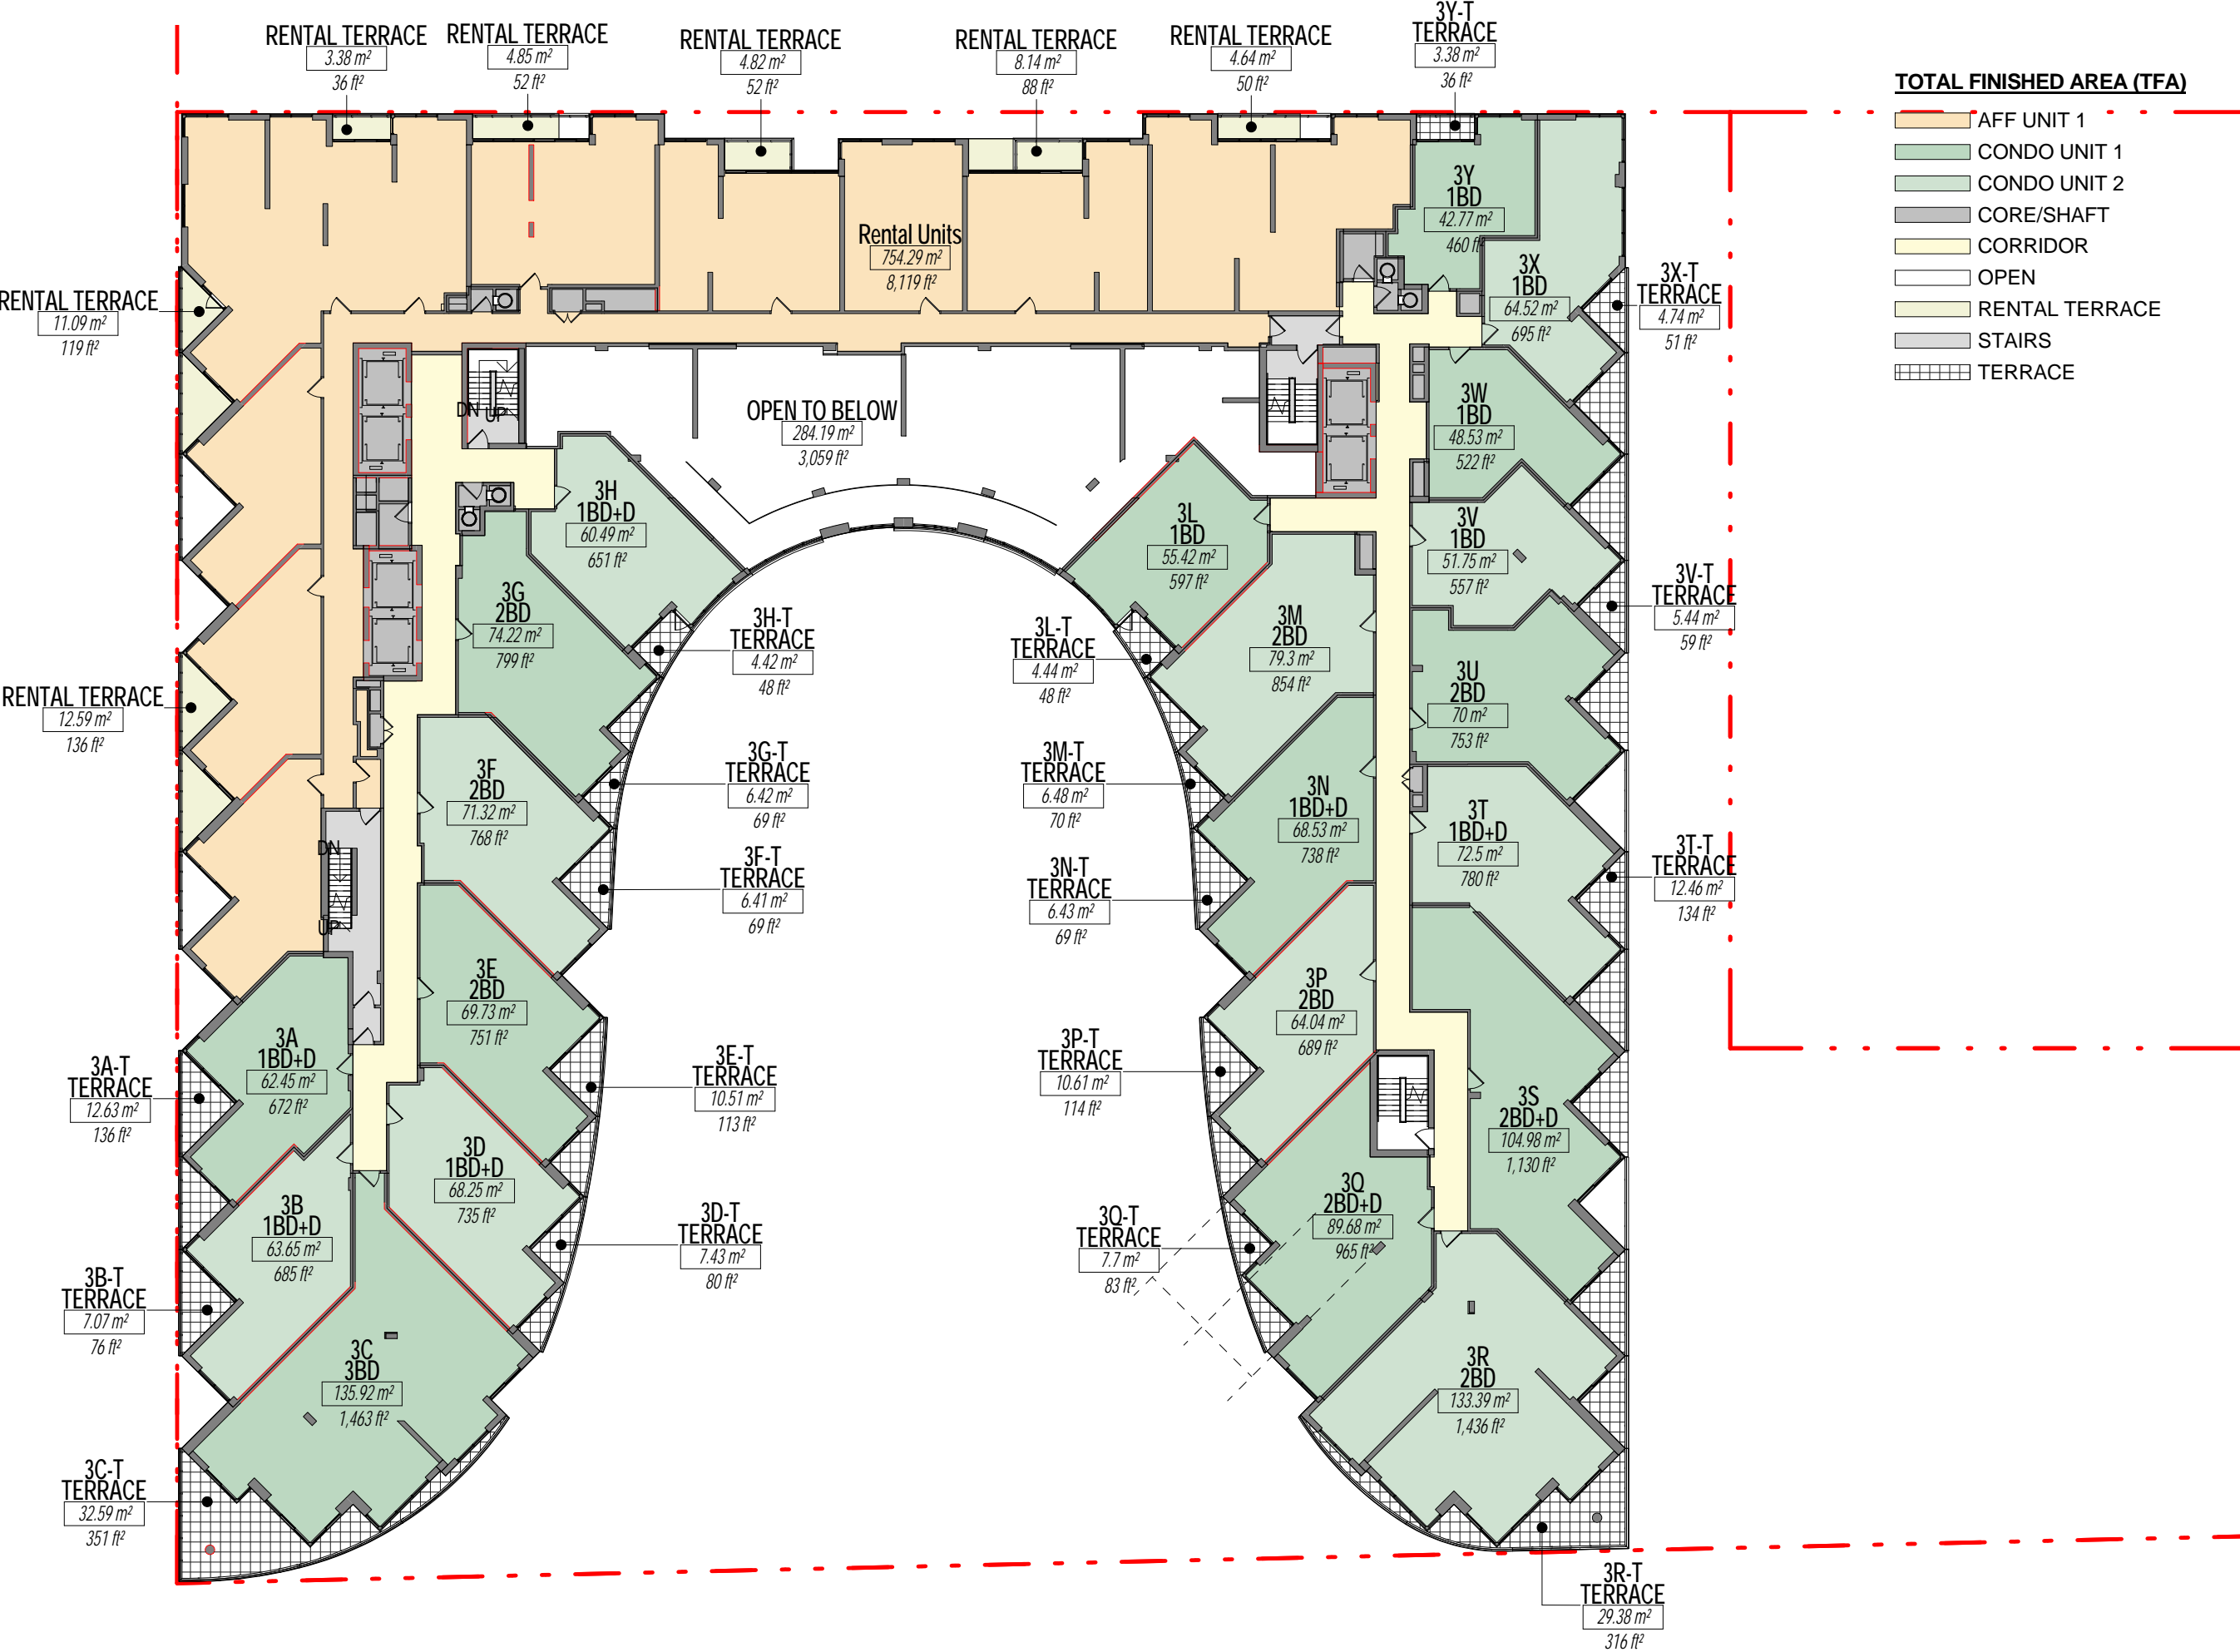 RENTAL TERRACE
3.38 m²
36 ft²
RENTAL TERRACE
4.85 m²
52 ft²
RENTAL TERRACE
4.82 m²
52 ft²
RENTAL TERRACE
8.14 m²
88 ft²
RENTAL TERRACE
4.64 m²
50 ft²
3Y-T
TERRACE
3.38 m²
36 ft²
TOTAL FINISHED AREA (TFA)
AFF UNIT 1
CONDO UNIT 1
CONDO UNIT 2
CORE/SHAFT
CORRIDOR
OPEN
RENTAL TERRACE
STAIRS
TERRACE
3Y
1BD
42.77 m²
460 ft²
Rental Units
754.29 m²
8,119 ft²
3X
1BD
64.52 m²
695 ft²
3X-T
TERRACE
4.74 m²
51 ft²
RENTAL TERRACE
11.09 m²
119 ft²
DN
UP
OPEN TO BELOW
284.19 m²
3,059 ft²
3W
1BD
48.53 m²
522 ft²
3H
1BD+D
60.49 m²
651 ft²
3L
1BD
55.42 m²
597 ft²
3V
1BD
51.75 m²
557 ft²
3V-T
TERRACE
5.44 m²
59 ft²
3G
2BD
74.22 m²
799 ft²
3H-T
TERRACE
4.42 m²
48 ft²
3L-T
TERRACE
4.44 m²
48 ft²
3M
2BD
79.3 m²
854 ft²
3U
2BD
70 m²
753 ft²
RENTAL TERRACE
12.59 m²
136 ft²
3F
2BD
71.32 m²
768 ft²
3G-T
TERRACE
6.42 m²
69 ft²
3M-T
TERRACE
6.48 m²
70 ft²
3N
1BD+D
68.53 m²
738 ft²
3T
1BD+D
72.5 m²
780 ft²
3T-T
TERRACE
12.46 m²
134 ft²
DN
UP
3F-T
TERRACE
6.41 m²
69 ft²
3N-T
TERRACE
6.43 m²
69 ft²
3E
2BD
69.73 m²
751 ft²
3P
2BD
64.04 m²
689 ft²
3A
1BD+D
62.45 m²
672 ft²
3A-T
TERRACE
12.63 m²
136 ft²
3E-T
TERRACE
10.51 m²
113 ft²
3P-T
TERRACE
10.61 m²
114 ft²
3S
2BD+D
104.98 m²
1,130 ft²
3D
1BD+D
68.25 m²
735 ft²
3B
1BD+D
63.65 m²
685 ft²
3D-T
TERRACE
7.43 m²
80 ft²
3Q-T
TERRACE
7.7 m²
83 ft²
3Q
2BD+D
89.68 m²
965 ft²
3B-T
TERRACE
7.07 m²
76 ft²
3C
3BD
135.92 m²
1,463 ft²
3R
2BD
133.39 m²
1,436 ft²
3C-T
TERRACE
32.59 m²
351 ft²
3R-T
TERRACE
29.38 m²
316 ft²